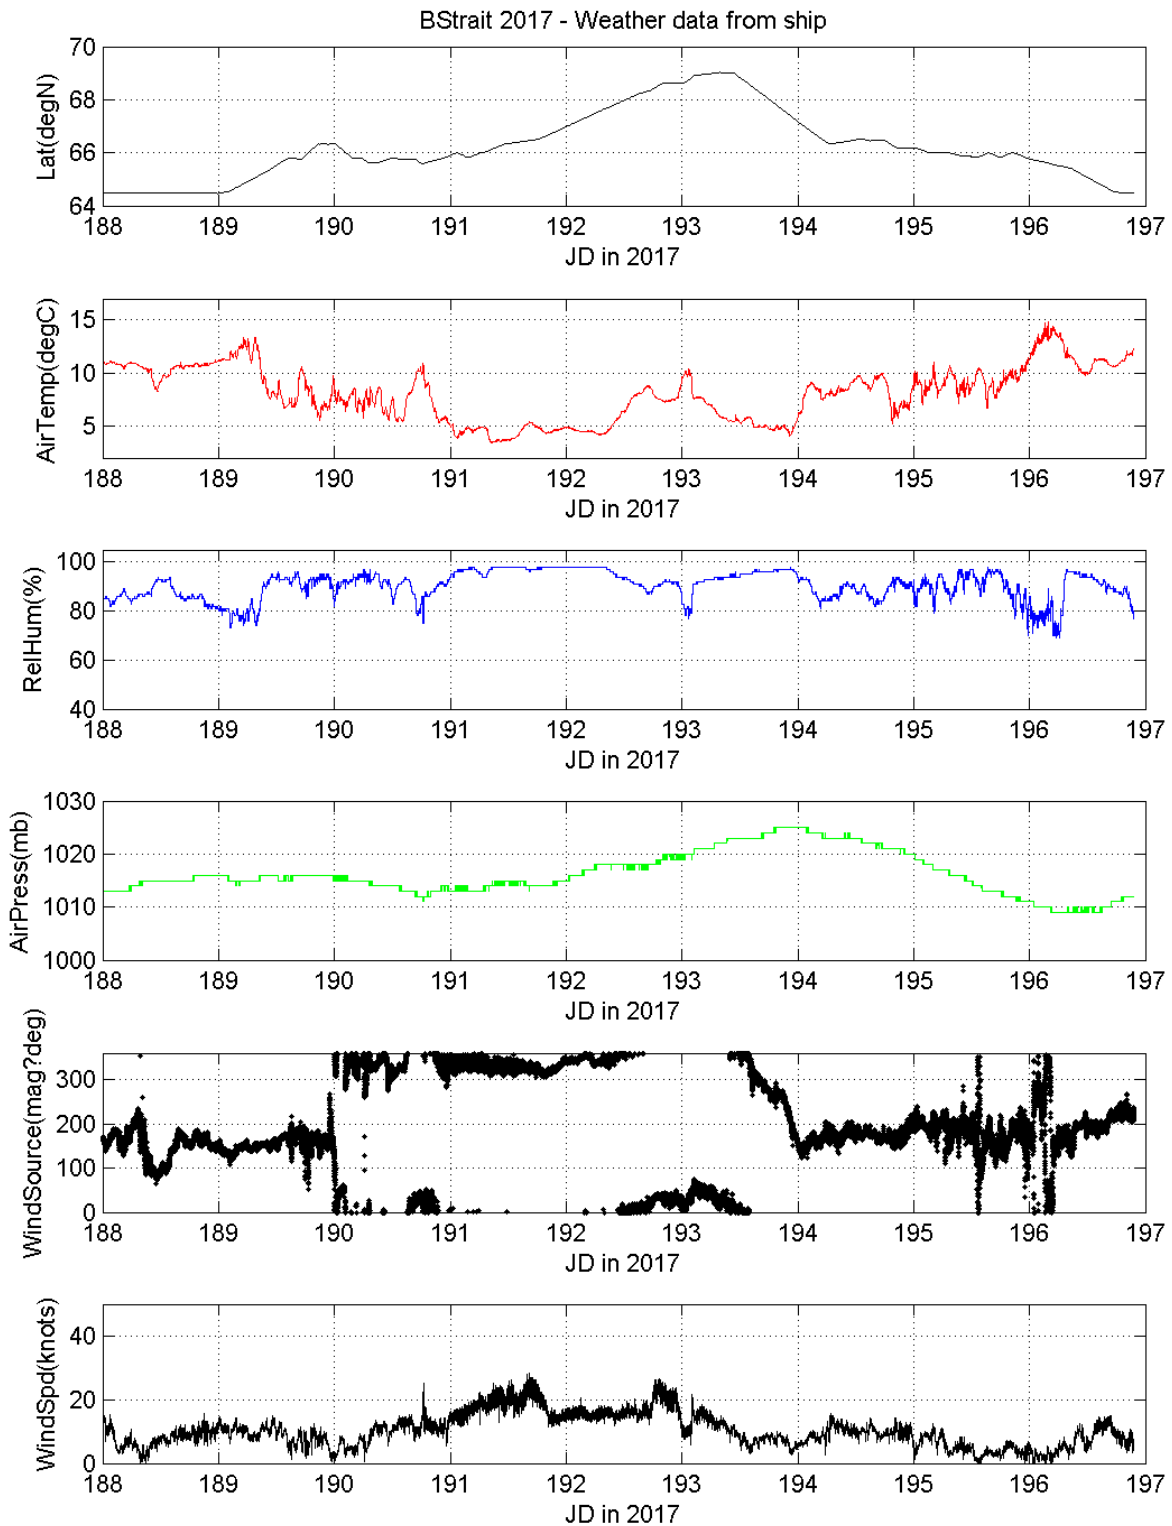 BStrait 2017 - Weather data from ship
Lat(degN)
70
68
66
64
188 189 190 191 192 193 194 195 196 197
JD in 2017
AirTemp(degC)
15
10
5
188 189 190 191 192 193 194 195 196 197
JD in 2017
RelHum(%)
100
80
60
40
188 189 190 191 192 193 194 195 196 197
JD in 2017
AirPress(mb)
1030
1020
1010
1000
188 189 190 191 192 193 194 195 196 197
JD in 2017
WindSource(mag?deg)
300
200
100
0
188 189 190 191 192 193 194 195 196 197
JD in 2017
WindSpd(knots)
40
20
0
188 189 190 191 192 193 194 195 196 197
JD in 2017